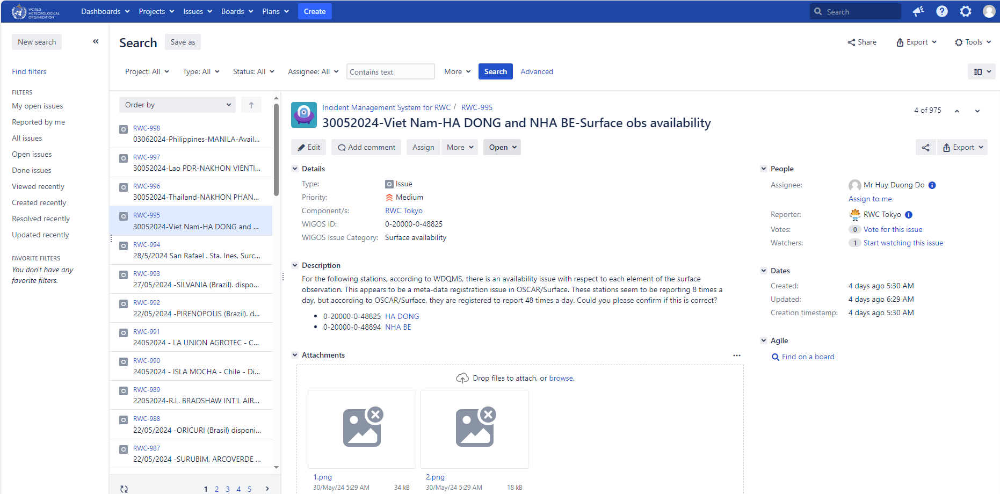 WORLD
METEOROLOGICAL
ORGANIZATION
Dashboards Projects Issues Boards Plans Create
Search
New search
Find filters
FILTERS
My open issues
Reported by me
All issues
Open issues
Done issues
Viewed recently
Created recently
Resolved recently
Updated recently
FAVORITE FILTERS
You don't have any
favorite filters.
Search Save as
Share Export Tools
Project: All Type: All Status: All Assignee: All Contains text More Search Advanced
Order by
RWC-998
03062024-Philippines-MANILA-Avail...
RWC-997
30052024-Lao PDR-NAKHON VIENTI...
RWC-996
30052024-Thailand-NAKHON PHAN...
RWC-995
30052024-Viet Nam-HA DONG and ...
RWC-994
28/5/2024 San Rafael . Sta. Ines, Surc...
RWC-993
27/05/2024 -SILVANIA (Brazil). dispo...
RWC-992
22/05/2024 -PIRENOPOLIS (Brazil). d...
RWC-991
24052024 - LA UNION AGROTEC - C...
RWC-990
24052024 - ISLA MOCHA - Chile - Di...
RWC-989
22052024-R.L. BRADSHAW INT'L AIR...
RWC-988
22/05/2024 -ORICURI (Brasil) disponi...
RWC-987
22/05/2024 -SURUBIM, ARCOVERDE ...
1 2 3 4 5
Incident Management System for RWC / RWC-995
30052024-Viet Nam-HA DONG and NHA BE-Surface obs availability
4 of 975
Edit Add comment Assign More Open
Export
Details
Type: Issue
Priority: Medium
Component/s: RWC Tokyo
WIGOS ID: 0-20000-0-48825
WIGOS Issue Category: Surface availability
Description
For the following stations, according to WDQMS, there is an availability issue with respect to each element of the surface
observation. This appears to be a meta-data registration issue in OSCAR/Surface. These stations seem to be reporting 8 times a
day, but according to OSCAR/Surface, they are registered to report 48 times a day. Could you please confirm if this is correct?
• 0-20000-0-48825 HA DONG
• 0-20000-0-48894 NHA BE
Attachments
Drop files to attach, or browse.
1.png
30/May/24 5:29 AM 34 kB
2.png
30/May/24 5:29 AM 18 kB
People
Assignee: Mr Huy Duong Do
Assign to me
Reporter: RWC Tokyo
Votes: 0 Vote for this issue
Watchers: 1 Start watching this issue
Dates
Created: 4 days ago 5:30 AM
Updated: 4 days ago 6:29 AM
Creation timestamp: 4 days ago 5:30 AM
Agile
Find on a board